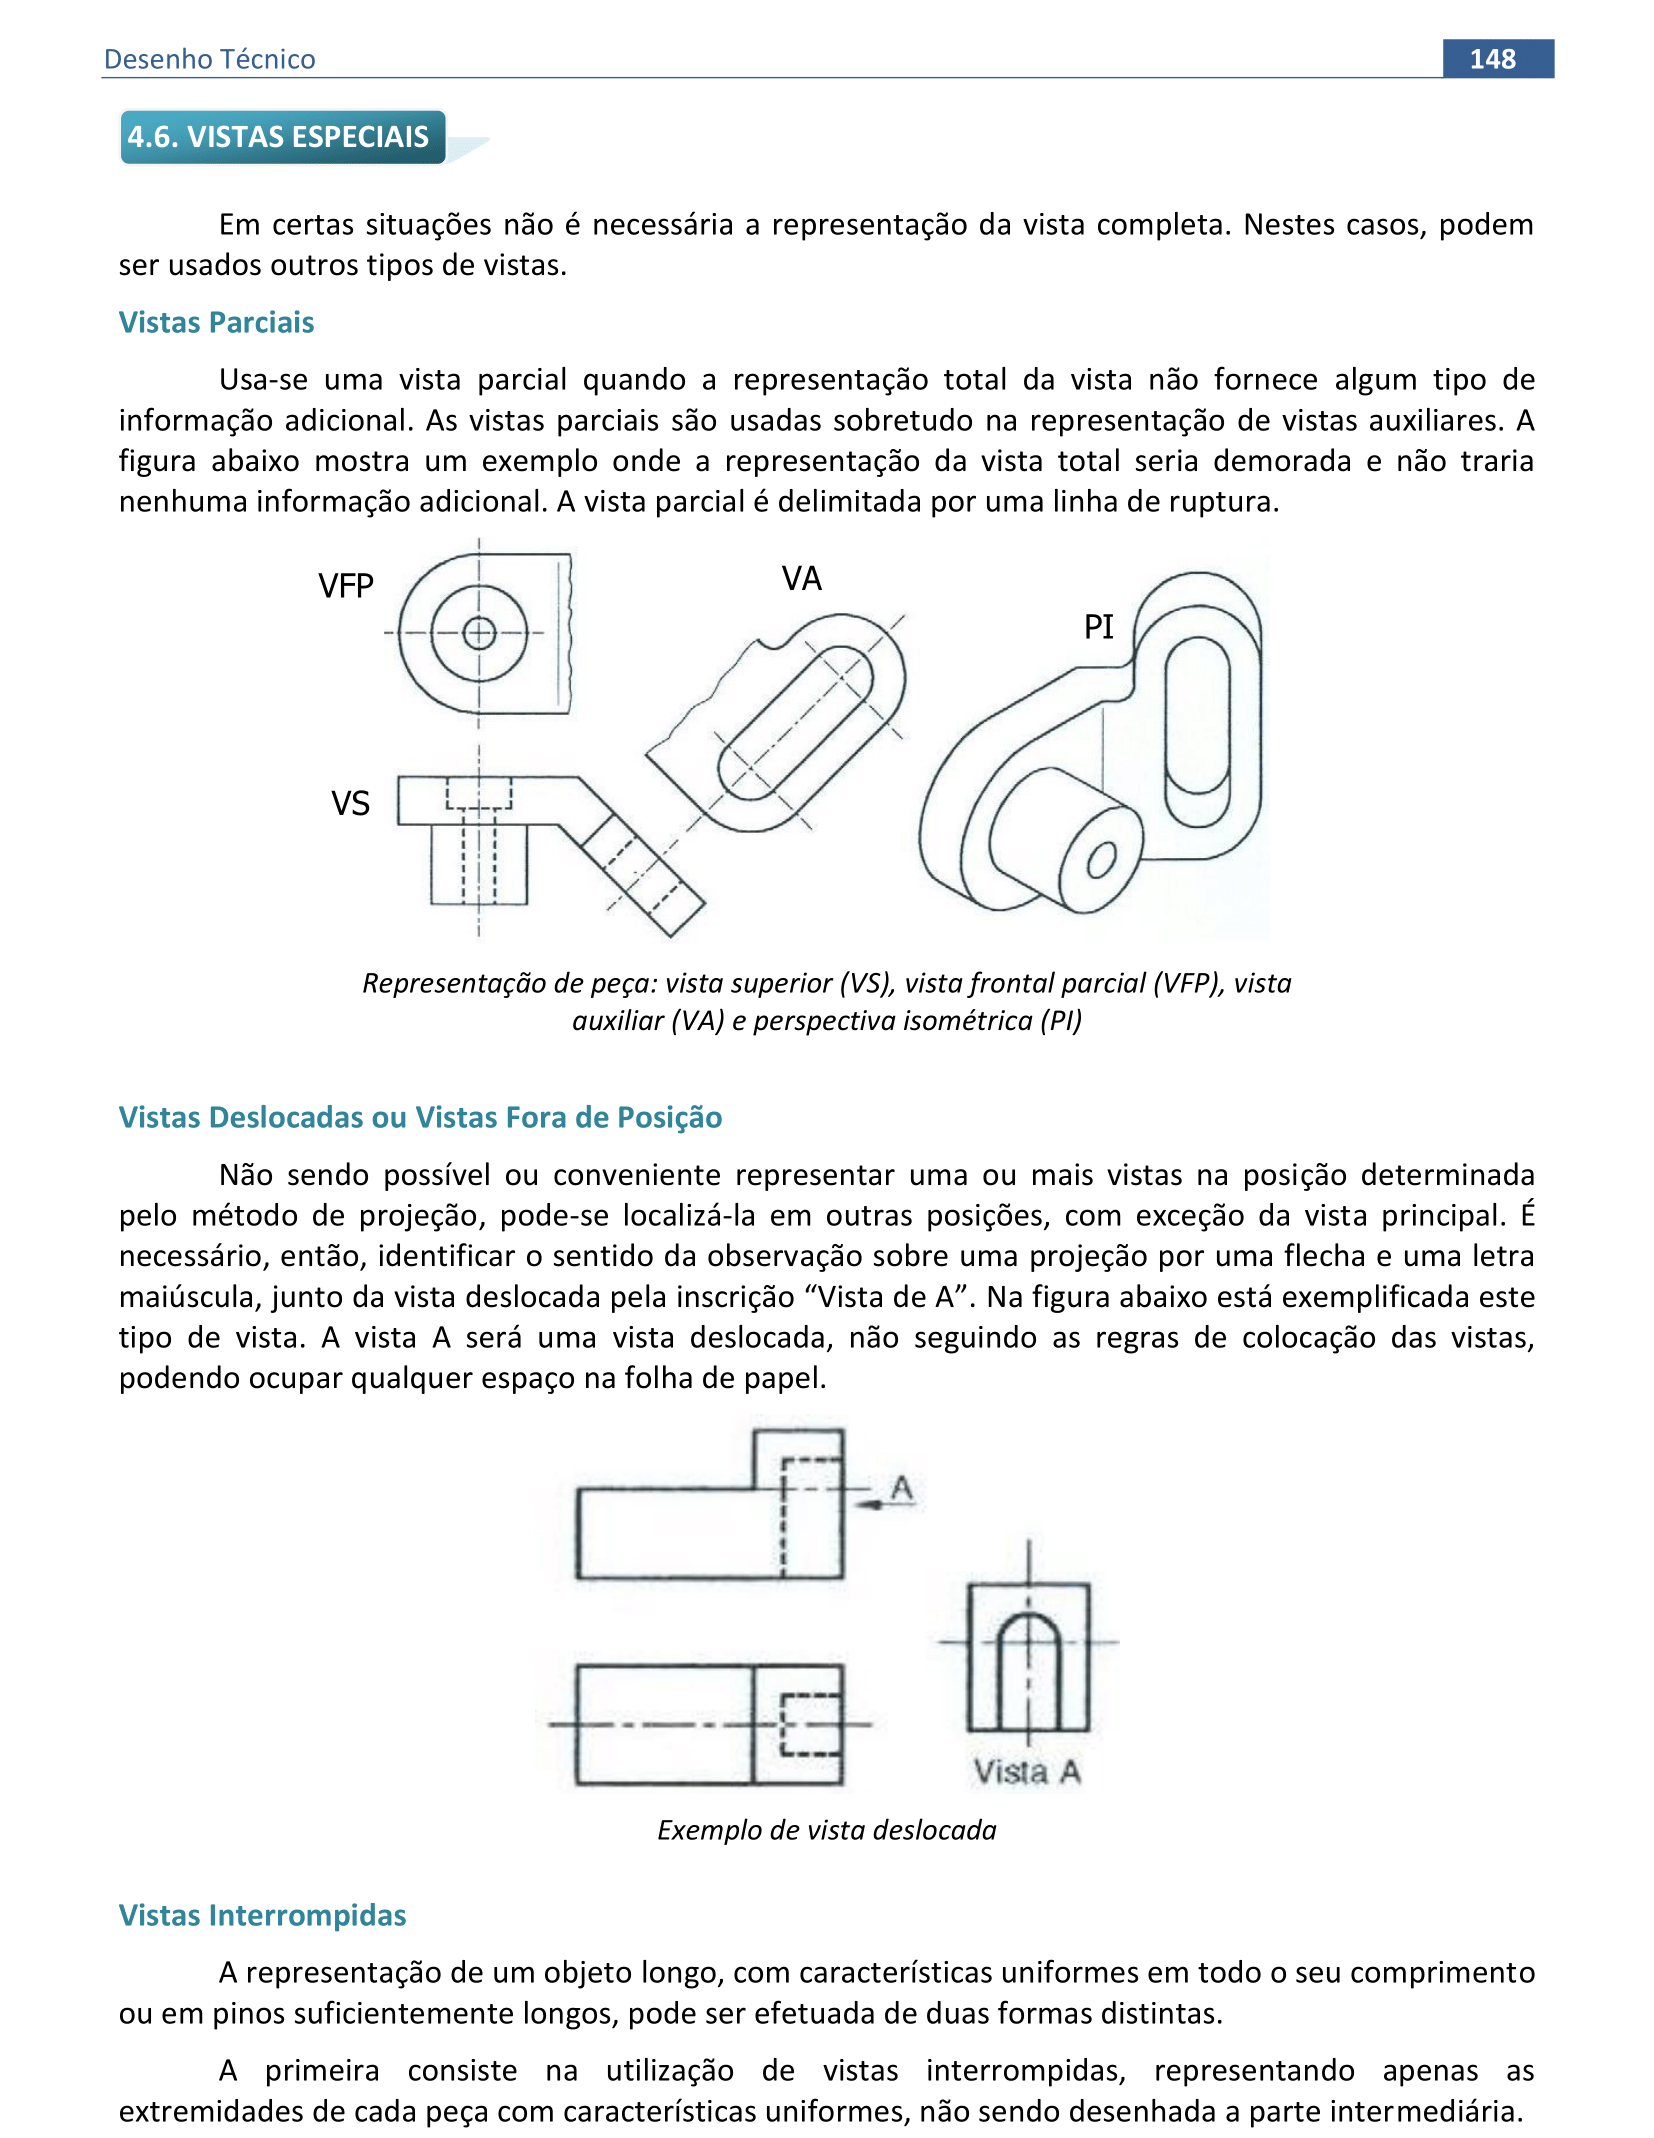 Desenho Técnico 148
4.6. VISTAS ESPECIAIS
Em certas situações não é necessária a representação da vista completa. Nestes casos, podem
ser usados outros tipos de vistas.
Vistas Parciais
Usa-se uma vista parcial quando a representação total da vista não fornece algum tipo de
informação adicional. As vistas parciais são usadas sobretudo na representação de vistas auxiliares. A
figura abaixo mostra um exemplo onde a representação da vista total seria demorada e não traria
nenhuma informação adicional. A vista parcial é delimitada por uma linha de ruptura.
VFP
VA
PI
VS
Representação de peça: vista superior (VS), vista frontal parcial (VFP), vista
auxiliar (VA) e perspectiva isométrica (PI)
Vistas Deslocadas ou Vistas Fora de Posição
Não sendo possível ou conveniente representar uma ou mais vistas na posição determinada
pelo método de projeção, pode-se localizá-la em outras posições, com exceção da vista principal. É
necessário, então, identificar o sentido da observação sobre uma projeção por uma flecha e uma letra
maiúscula, junto da vista deslocada pela inscrição “Vista de A”. Na figura abaixo está exemplificada este
tipo de vista. A vista A será uma vista deslocada, não seguindo as regras de colocação das vistas,
podendo ocupar qualquer espaço na folha de papel.
A
Vista A
Exemplo de vista deslocada
Vistas Interrompidas
A representação de um objeto longo, com características uniformes em todo o seu comprimento
ou em pinos suficientemente longos, pode ser efetuada de duas formas distintas.
A primeira consiste na utilização de vistas interrompidas, representando apenas as
extremidades de cada peça com características uniformes, não sendo desenhada a parte intermediária.